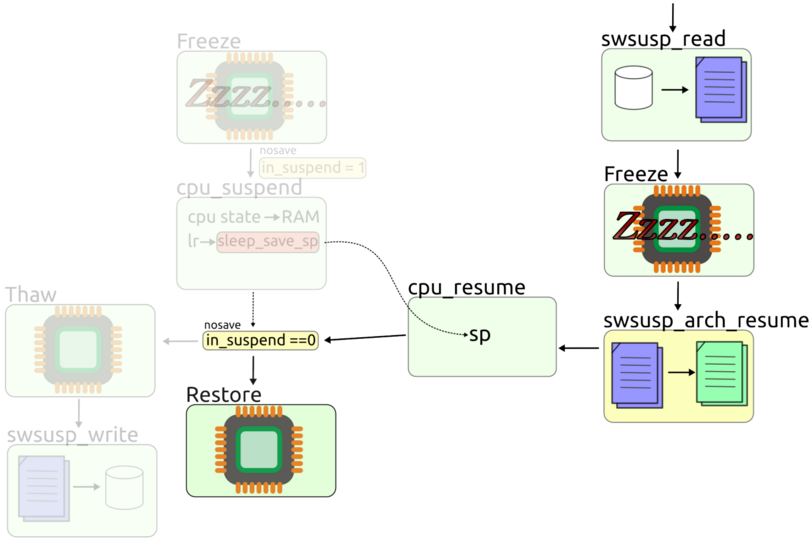 Freeze
Zzzz.....
nosave
in_suspend = 1
cpu_suspend
cpu state → RAM
lr→ sleep_save_sp
Thaw
swsusp_write
nosave
in_suspend ==0
Restore
cpu_resume
sp
swsusp_read
Freeze
Zzzz.....
swsusp_arch_resume